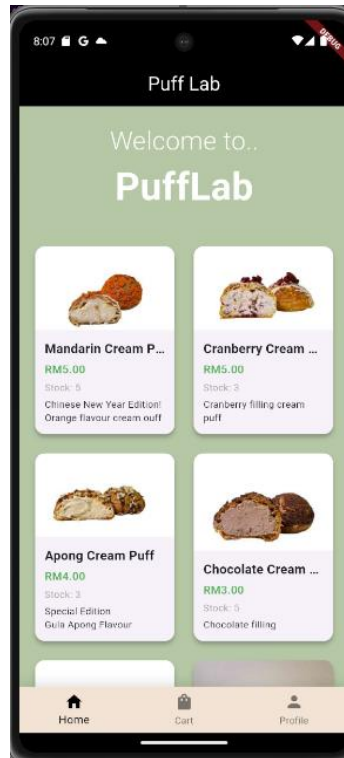 8:07 G
DEBUG
Puff Lab
Welcome to..
PuffLab
Mandarin Cream P...
RM5.00
Stock: 5
Chinese New Year Edition!
Orange flavour cream puff
Cranberry Cream ...
RM5.00
Stock: 3
Cranberry filling cream
puff
Apong Cream Puff
RM4.00
Stock: 3
Special Edition
Gula Apong Flavour
Chocolate Cream ...
RM3.00
Stock: 5
Chocolate filling
Home
Cart
Profile